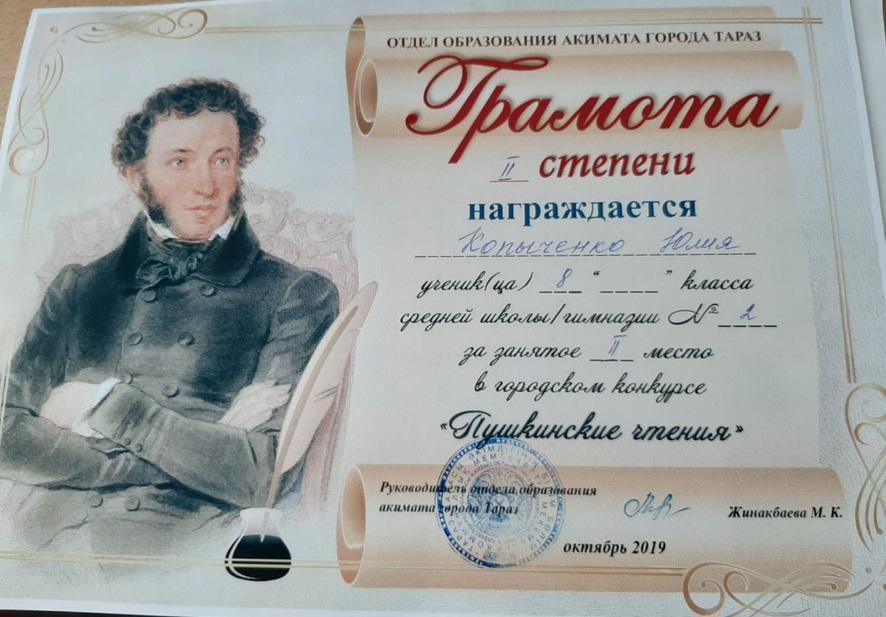 ОТДЕЛ ОБРАЗОВАНИЯ АКИМАТА ГОРОДА ТАРАЗ
Грамота
II степени
награждается
Копыченко Юлия
ученик(ца) 8 “____” класса
средней школы/гимназии № 2
за занятое II место
в городском конкурсе
«Пушкинские чтения»
Руководитель отдела образования
акимата города Тараз
Жинакбаева М. К.
октябрь 2019